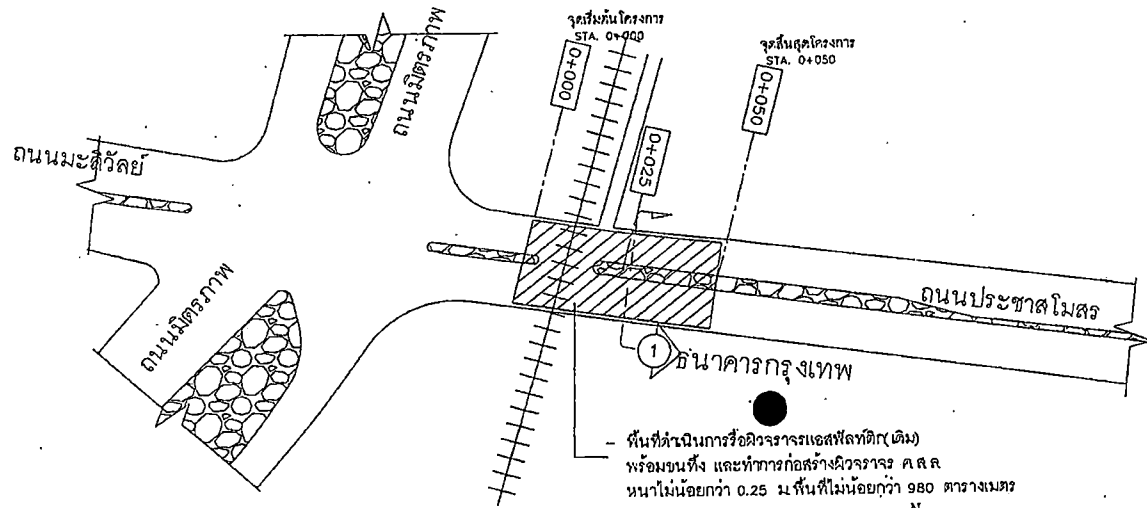 จุดเริ่มต้นโครงการ
STA. 0+000
0+000
จุดสิ้นสุดโครงการ
STA. 0+050
0+050
0+025
ถนนมิตรภาพ
ถนนมะลิวัลย์
ถนนมิตรภาพ
ถนนประชาสโมสร
1
ธนาคารกรุงเทพ
- พื้นที่ดำเนินการรื้อผิวจราจรแอสฟัลท์ติก(เดิม)
พร้อมขนทิ้ง และทำการก่อสร้างผิวจราจร ค.ส.ล.
หนาไม่น้อยกว่า 0.25 ม. พื้นที่ไม่น้อยกว่า 980 ตารางเมตร
N